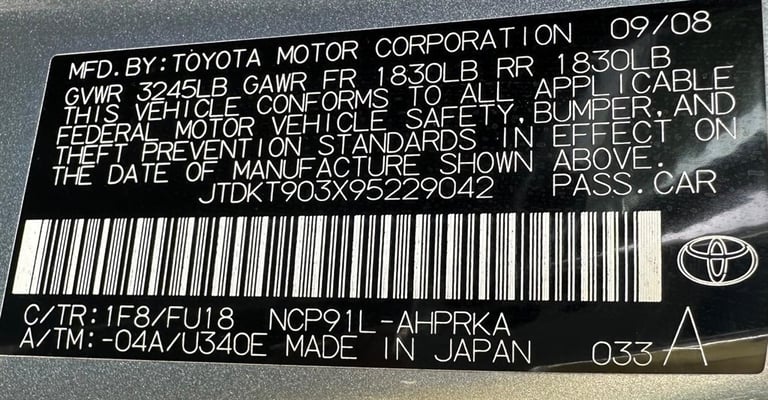 MFD. BY: TOYOTA MOTOR CORPORATION 09/08
GVWR 3245LB GAWR FR 1830LB RR 1830LB
THIS VEHICLE CONFORMS TO ALL APPLICABLE
FEDERAL MOTOR VEHICLE SAFETY, BUMPER, AND
THEFT PREVENTION STANDARDS IN EFFECT ON
THE DATE OF MANUFACTURE SHOWN ABOVE.
JTDKT903X95229042 PASS. CAR
C/TR: 1F8/FU18 NCP91L-AHPRKA
A/TM: -04A/U340E MADE IN JAPAN 033 A